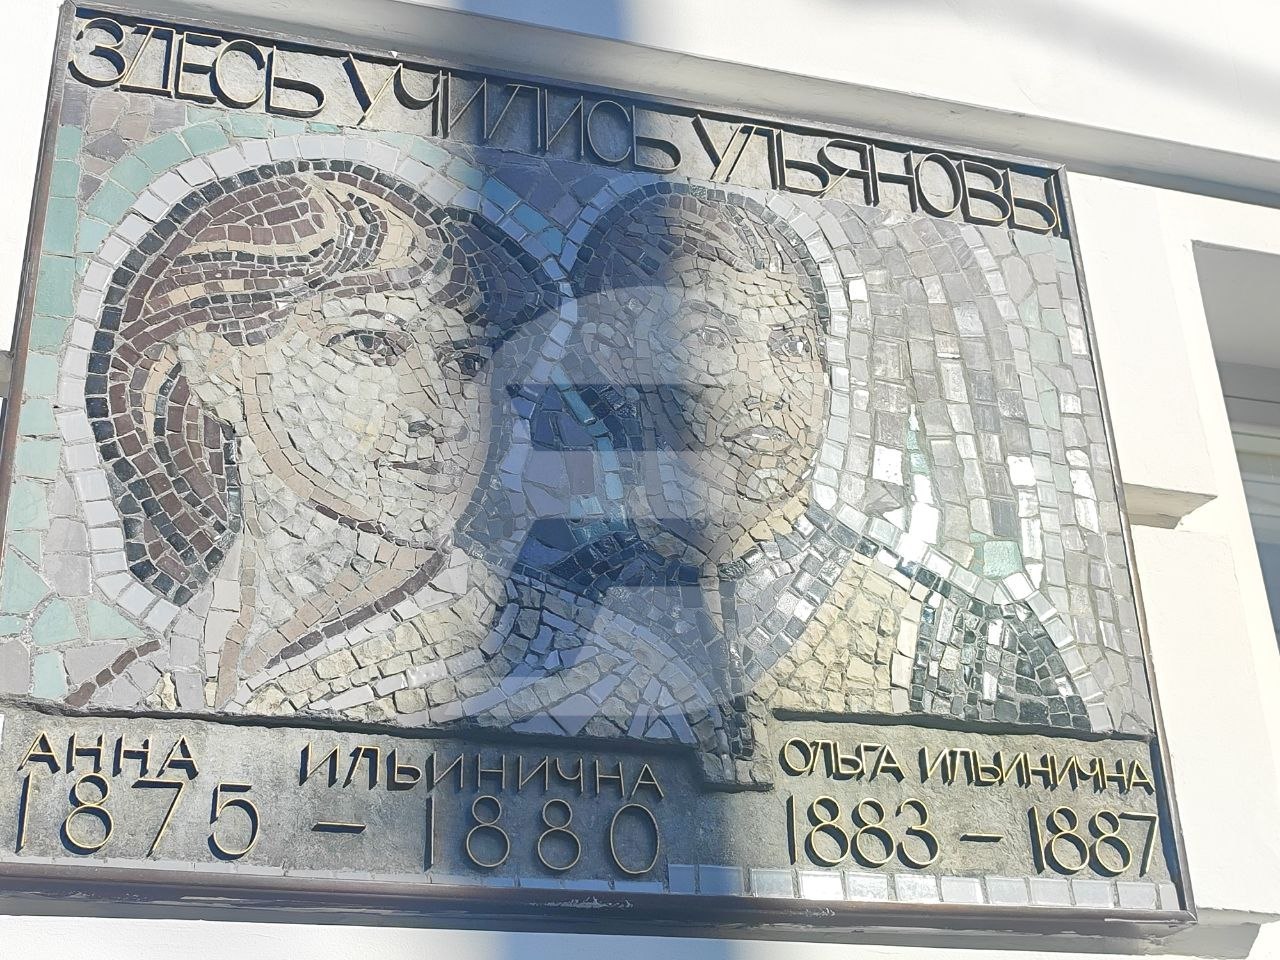 ЗДЕСЬ УЧИЛИСЬ УЛЬЯНОВЫ
АННА ИЛЬИНИЧНА
1875 – 1880
ОЛЬГА ИЛЬИНИЧНА
1883 – 1887